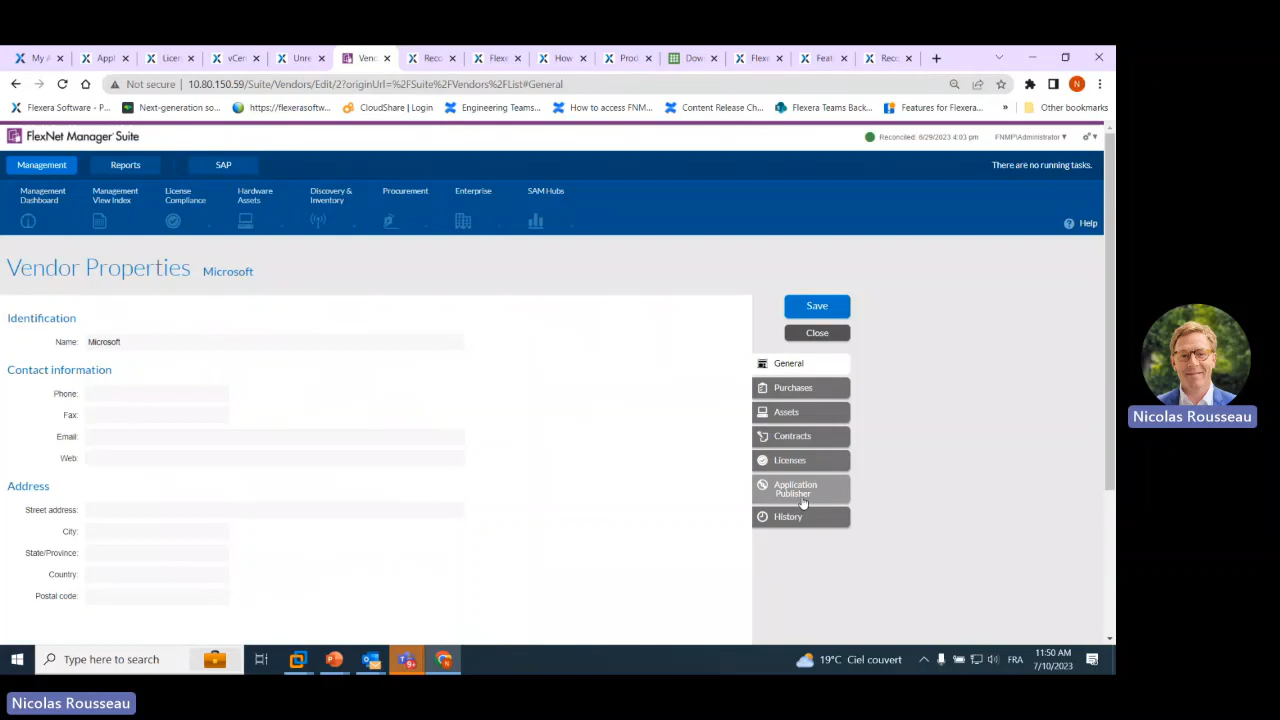 My A
Appl
Licer
vCen
Unre
Vend
Reco
Flexe
How
Prod
Dow
Flexe
Feat
Reco
Not secure
10.80.150.59/Suite/Vendors/Edit/2?originUrl=%2FSuite%2FVendors%2FList#General
Flexera Software - P...
Next-generation so...
https://flexerasoftw...
CloudShare | Login
Engineering Teams...
How to access FNM...
Content Release Ch...
Flexera Teams Back...
Features for Flexera...
»
Other bookmarks
FlexNet Manager Suite
Reconciled: 6/29/2023 4:03 pm
FNMP\Administrator
Management
Reports
SAP
There are no running tasks.
Management Dashboard
Management View Index
License Compliance
Hardware Assets
Discovery & Inventory
Procurement
Enterprise
SAM Hubs
Help
Vendor Properties Microsoft
Identification
Name: Microsoft
Contact information
Phone:
Fax:
Email:
Web:
Address
Street address:
City:
State/Province:
Country:
Postal code:
Save
Close
General
Purchases
Assets
Contracts
Licenses
Application
Publisher
History
Nicolas Rousseau
Type here to search
19°C Ciel couvert
FRA
11:50 AM
7/10/2023
Nicolas Rousseau